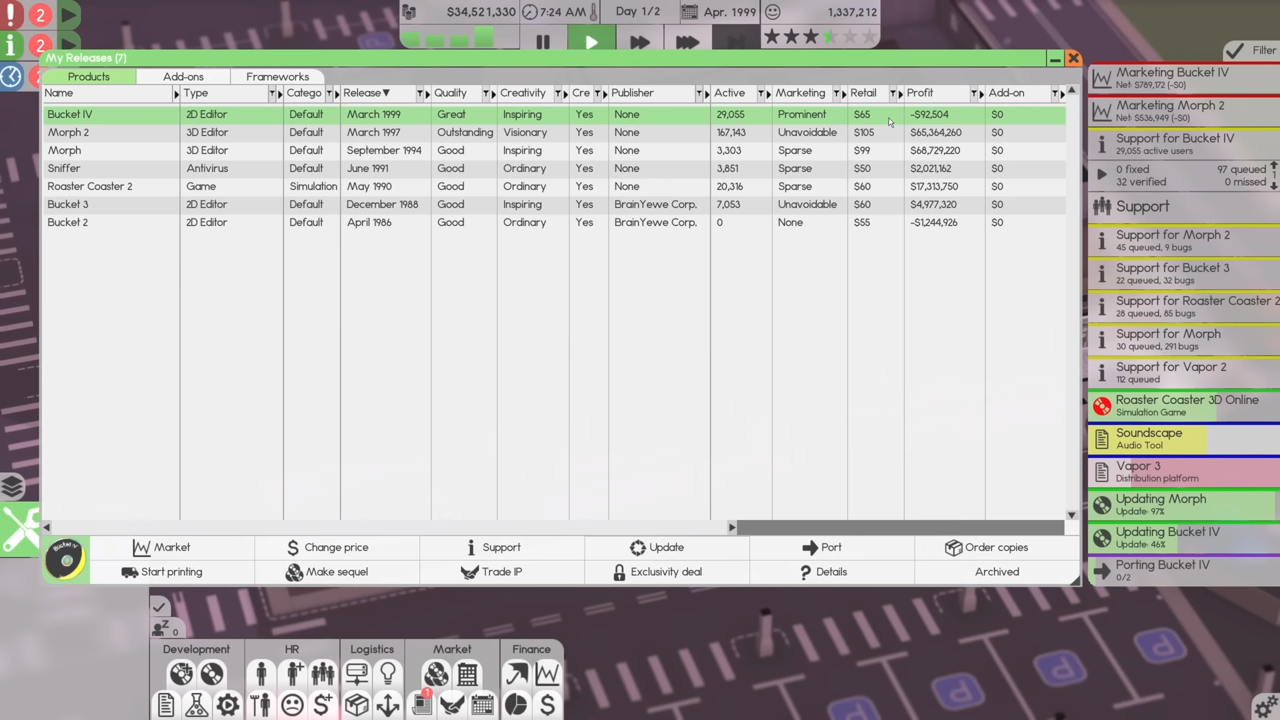 2
2
2
$34,521,330
7:24 AM
Day 1/2
Apr. 1999
1,337,212
My Releases (7)
Filter
Products
Add-ons
Frameworks
Name
Type
Catego
Release▼
Quality
Creativity
Cre
Publisher
Active
Marketing
Retail
Profit
Add-on
Bucket IV 2D Editor Default March 1999 Great Inspiring Yes None 29,055 Prominent $65 -$92,504 $0
Morph 2 3D Editor Default March 1997 Outstanding Visionary Yes None 167,143 Unavoidable $105 $65,364,260 $0
Morph 3D Editor Default September 1994 Good Inspiring Yes None 3,303 Sparse $99 $68,729,220 $0
Sniffer Antivirus Default June 1991 Good Ordinary Yes None 3,851 Sparse $50 $2,021,162 $0
Roaster Coaster 2 Game Simulation May 1990 Good Ordinary Yes None 20,316 Sparse $60 $17,313,750 $0
Bucket 3 2D Editor Default December 1988 Good Inspiring Yes BrainYewe Corp. 7,053 Unavoidable $60 $4,977,320 $0
Bucket 2 2D Editor Default April 1986 Good Ordinary Yes BrainYewe Corp. 0 None $55 -$1,244,926 $0
Market
Change price
Support
Update
Port
Order copies
Start printing
Make sequel
Trade IP
Exclusivity deal
Details
Archived
Bucket IV
Marketing Bucket IV
Net: $789,172 (-$0)
Marketing Morph 2
Net: $536,949 (-$0)
Support for Bucket IV
29,055 active users
0 fixed 97 queued
32 verified 0 missed
1
Support
Support for Morph 2
45 queued, 9 bugs
Support for Bucket 3
22 queued, 32 bugs
Support for Roaster Coaster 2
28 queued, 85 bugs
Support for Morph
30 queued, 291 bugs
Support for Vapor 2
112 queued
Roaster Coaster 3D Online
Simulation Game
Soundscape
Audio Tool
Vapor 3
Distribution platform
Updating Morph
Update: 97%
Updating Bucket IV
Update: 46%
Porting Bucket IV
0/2
Z 0
Development
HR
Logistics
Market
Finance
1
P
P
P
P